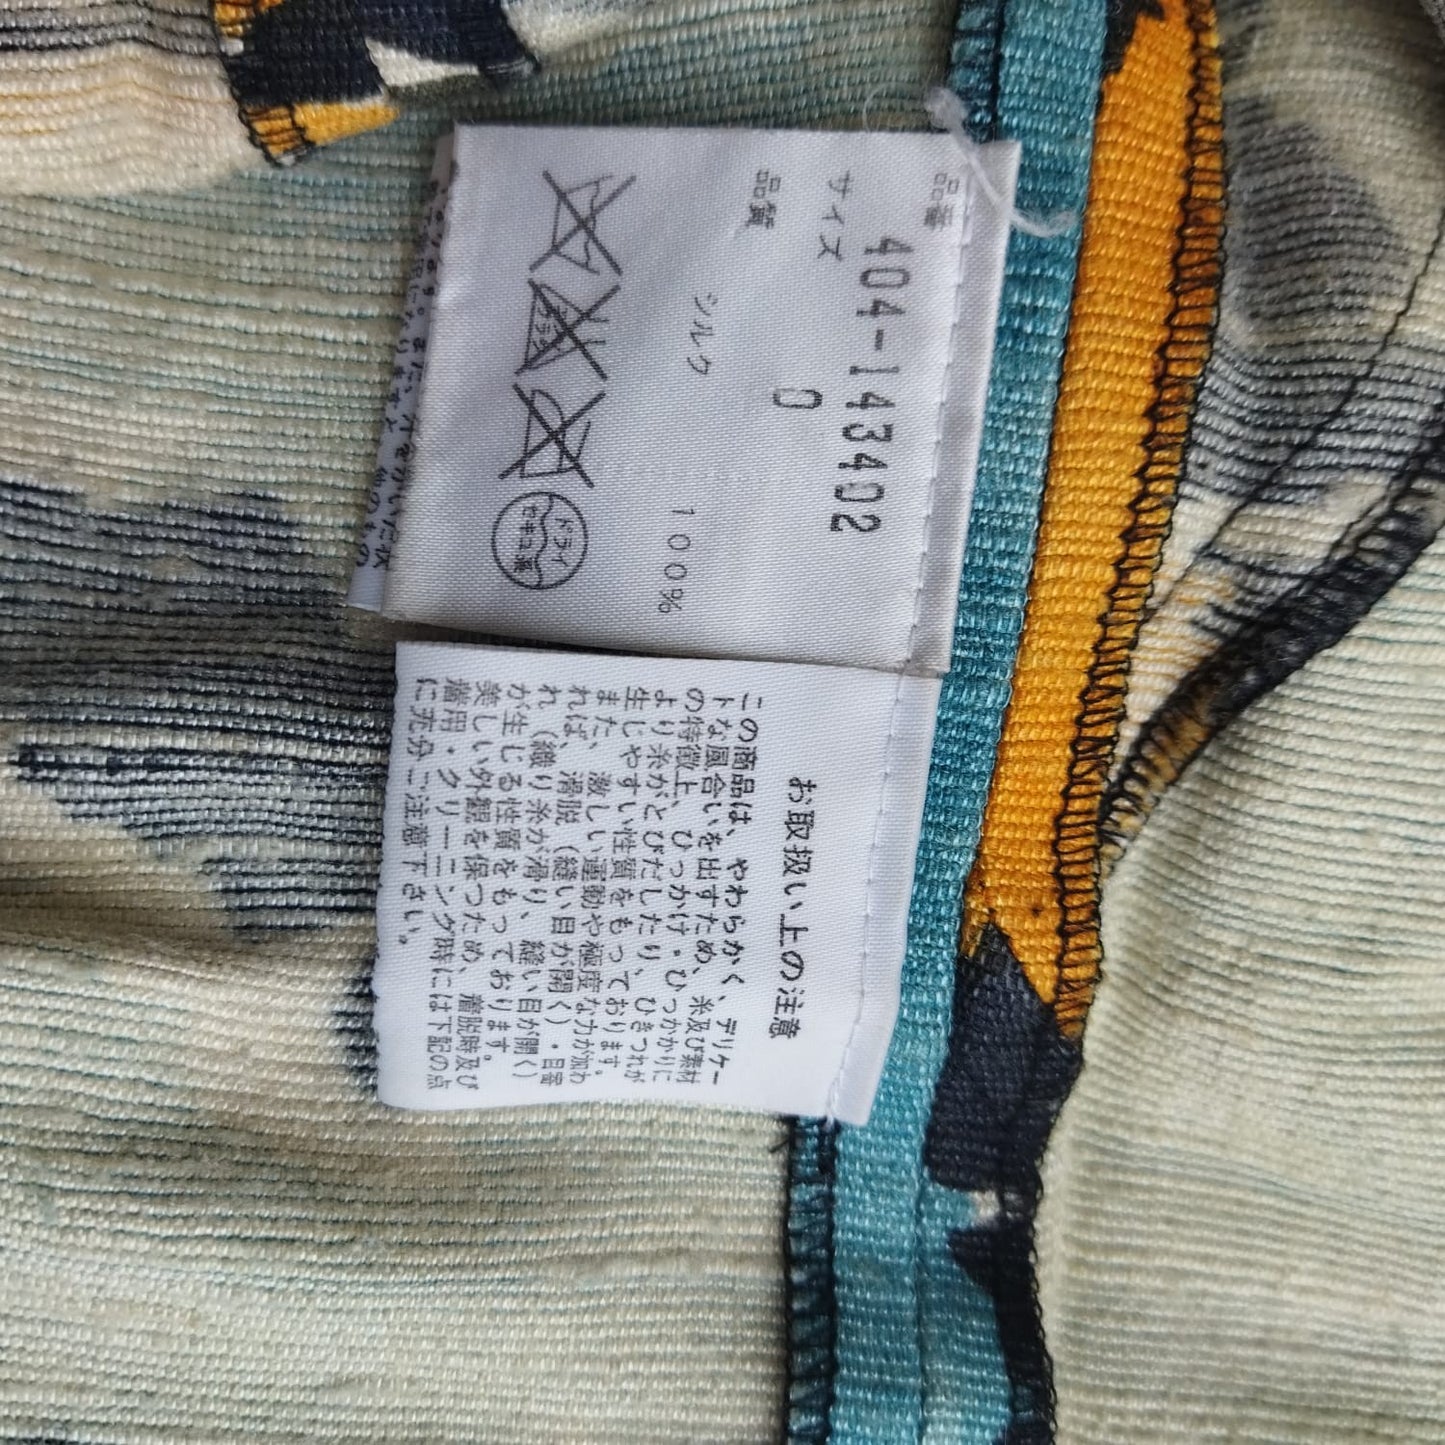 品番 404-143402
サイズ 0
品質
シルク 100%
ドライ
セキユ系
お取扱い上の注意
この商品は、やわらかく、デリケー
トな風合いを出すため、糸及び素材
の特徴上、ひっかけ・ひっかかりに
より糸がとびだしたり、ひきつれが
生じやすい性質をもっております。
また、激しい運動や極度な力が加わ
れば、滑脱(縫い目が開く)・目寄
れ(織り糸が滑り、縫い目が開く)
が生じる性質をもっております。
美しい外観を保つため、着脱時及び
着用・クリーニング時には下記の点
に充分ご注意下さい。